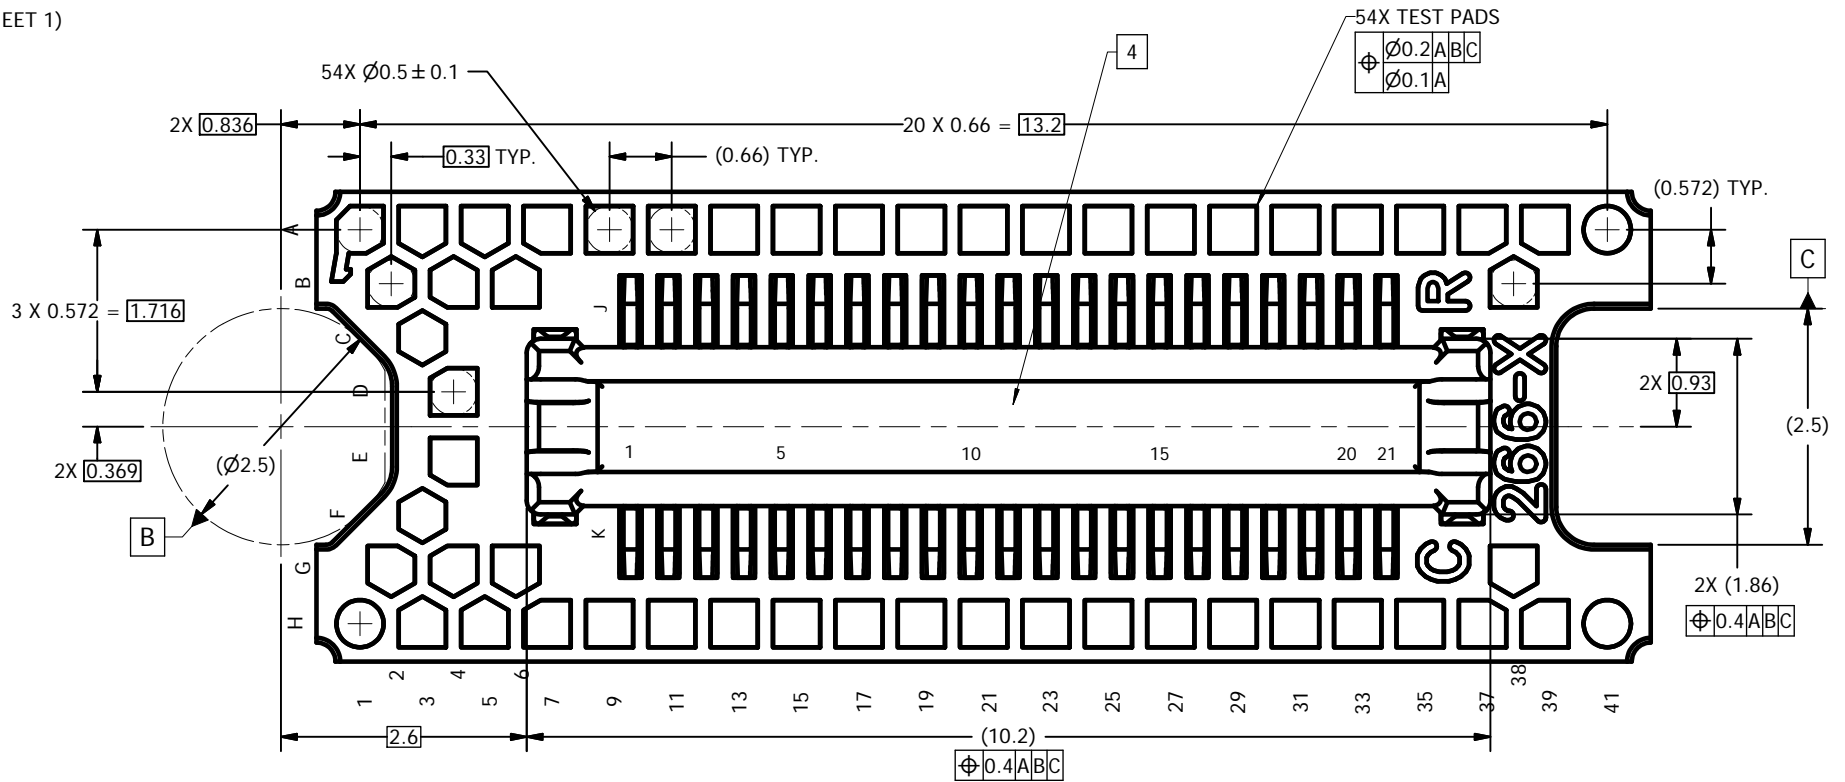 EET 1)
54X TEST PADS
⌖ Ø0.2 A B C
Ø0.1 A
4
54X Ø0.5 ± 0.1
2X 0.836
20 X 0.66 = 13.2
0.33 TYP.
(0.66) TYP.
(0.572) TYP.
A
1
B
J
R
C
3 X 0.572 = 1.716
C
D
2X 0.93
266-X
(2.5)
2X 0.369
(Ø2.5)
E
1 5 10 15 20 21
F
B
K
G
C
2X (1.86)
⌖ 0.4 A B C
H
1 2 3 4 5 6 7 9 11 13 15 17 19 21 23 25 27 29 31 33 35 37 38 39 41
2.6
(10.2)
⌖ 0.4 A B C